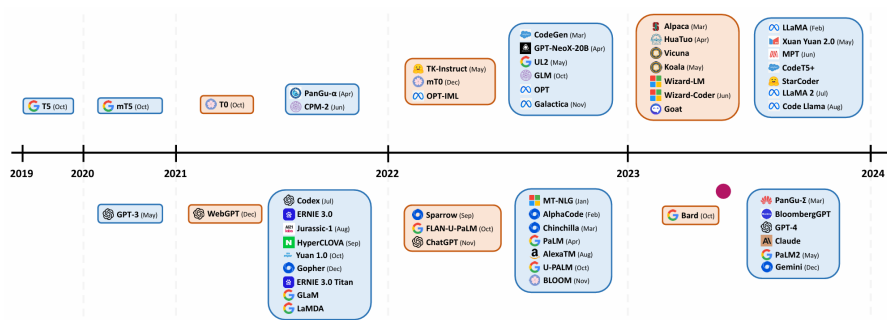 CodeGen (Mar)
GPT-NeoX-20B (Apr)
UL2 (May)
GLM (Oct)
OPT
Galactica (Nov)
Alpaca (Mar)
HuaTuo (Apr)
Vicuna
Koala (May)
Wizard-LM
Wizard-Coder (Jun)
Goat
LLaMA (Feb)
Xuan Yuan 2.0 (May)
MPT (Jun)
CodeT5+
StarCoder
LLaMA 2 (Jul)
Code Llama (Aug)
TK-Instruct (May)
mT0 (Dec)
OPT-IML
T5 (Oct)
mT5 (Oct)
T0 (Oct)
PanGu-α (Apr)
CPM-2 (Jun)
2019
2020
2021
2022
2023
2024
GPT-3 (May)
WebGPT (Dec)
Codex (Jul)
ERNIE 3.0
Jurassic-1 (Aug)
HyperCLOVA (Sep)
Yuan 1.0 (Oct)
Gopher (Dec)
ERNIE 3.0 Titan
GLaM
LaMDA
Sparrow (Sep)
FLAN-U-PaLM (Oct)
ChatGPT (Nov)
MT-NLG (Jan)
AlphaCode (Feb)
Chinchilla (Mar)
PaLM (Apr)
AlexaTM (Aug)
U-PALM (Oct)
BLOOM (Nov)
Bard (Oct)
PanGu-Σ (Mar)
BloombergGPT
GPT-4
Claude
PaLM2 (May)
Gemini (Dec)